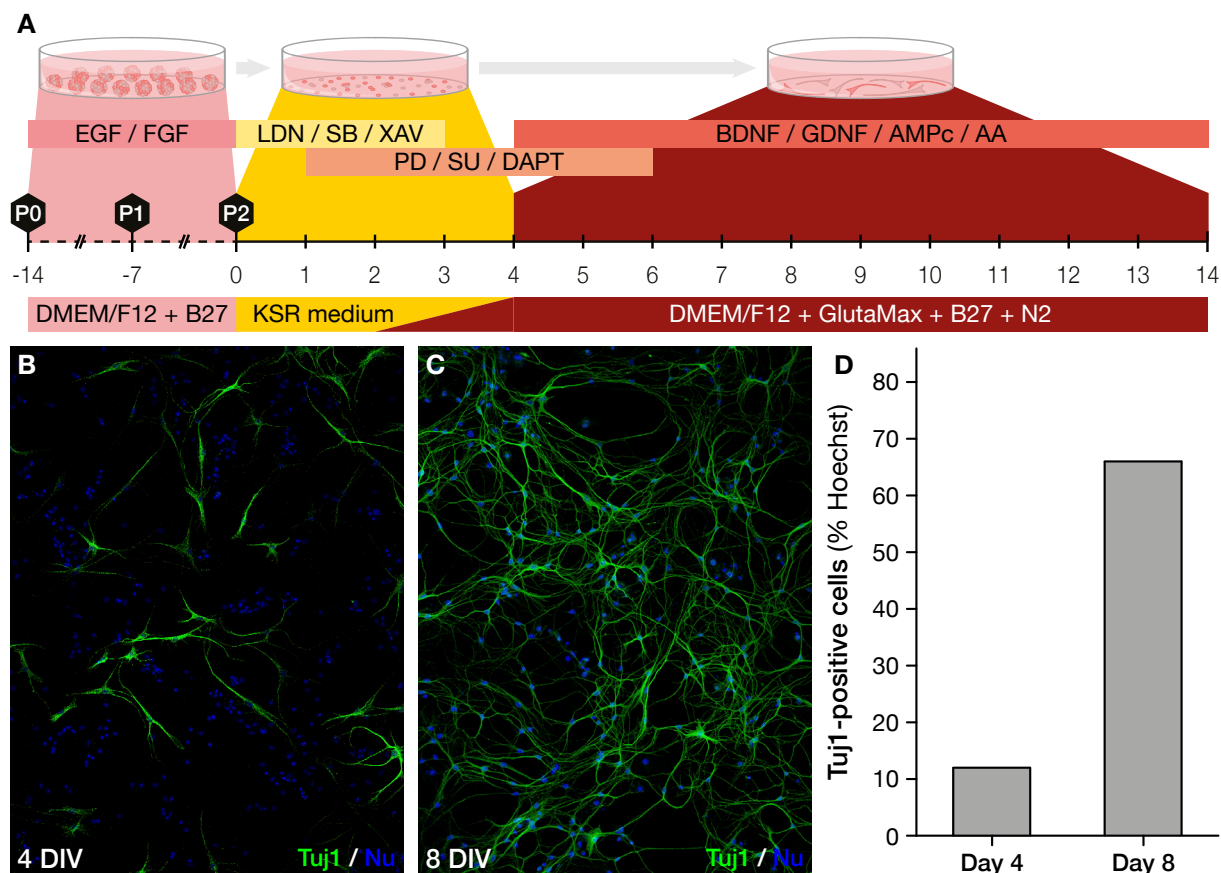 A
EGF / FGF
LDN / SB / XAV
BDNF / GDNF / AMPc / AA
PD / SU / DAPT
P0
P1
P2
-14
-7
0
1
2
3
4
5
6
7
8
9
10
11
12
13
14
DMEM/F12 + B27
KSR medium
DMEM/F12 + GlutaMax + B27 + N2
B
4 DIV
Tuj1 / Nu
C
8 DIV
Tuj1 / Nu
D
Tuj1-positive cells (% Hoechst)
80
70
60
50
40
30
20
10
0
Day 4
Day 8